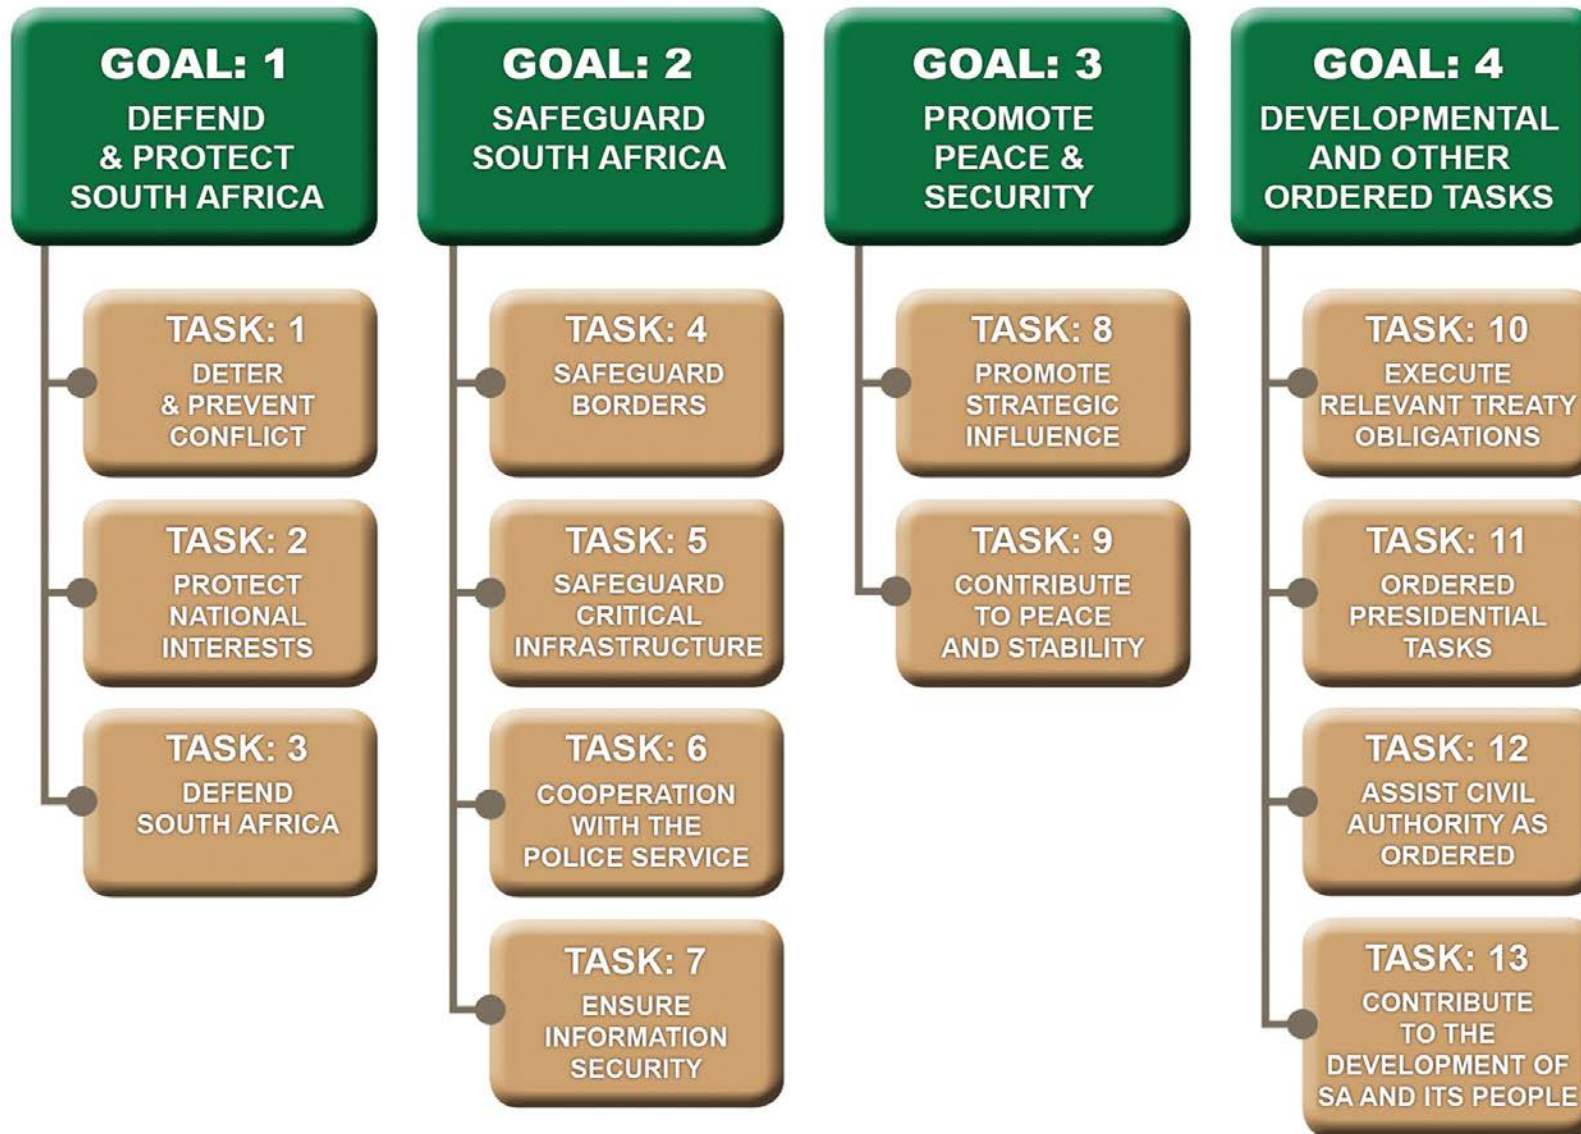 GOAL: 1
DEFEND
& PROTECT
SOUTH AFRICA
TASK: 1
DETER
& PREVENT
CONFLICT
TASK: 2
PROTECT
NATIONAL
INTERESTS
TASK: 3
DEFEND
SOUTH AFRICA
GOAL: 2
SAFEGUARD
SOUTH AFRICA
TASK: 4
SAFEGUARD
BORDERS
TASK: 5
SAFEGUARD
CRITICAL
INFRASTRUCTURE
TASK: 6
COOPERATION
WITH THE
POLICE SERVICE
TASK: 7
ENSURE
INFORMATION
SECURITY
GOAL: 3
PROMOTE
PEACE &
SECURITY
TASK: 8
PROMOTE
STRATEGIC
INFLUENCE
TASK: 9
CONTRIBUTE
TO PEACE
AND STABILITY
GOAL: 4
DEVELOPMENTAL
AND OTHER
ORDERED TASKS
TASK: 10
EXECUTE
RELEVANT TREATY
OBLIGATIONS
TASK: 11
ORDERED
PRESIDENTIAL
TASKS
TASK: 12
ASSIST CIVIL
AUTHORITY AS
ORDERED
TASK: 13
CONTRIBUTE
TO THE
DEVELOPMENT OF
SA AND ITS PEOPLE